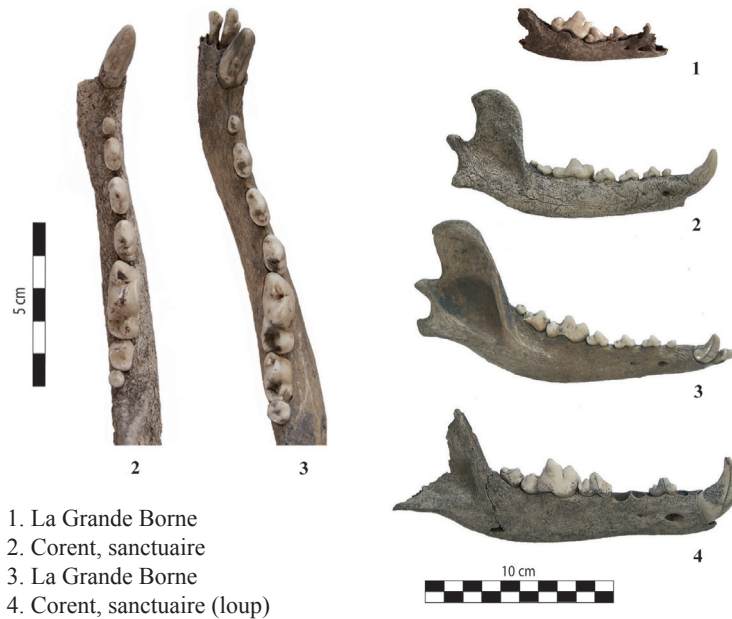 1
2
3
4
5 cm
2
3
10 cm
1. La Grande Borne
2. Corent, sanctuaire
3. La Grande Borne
4. Corent, sanctuaire (loup)